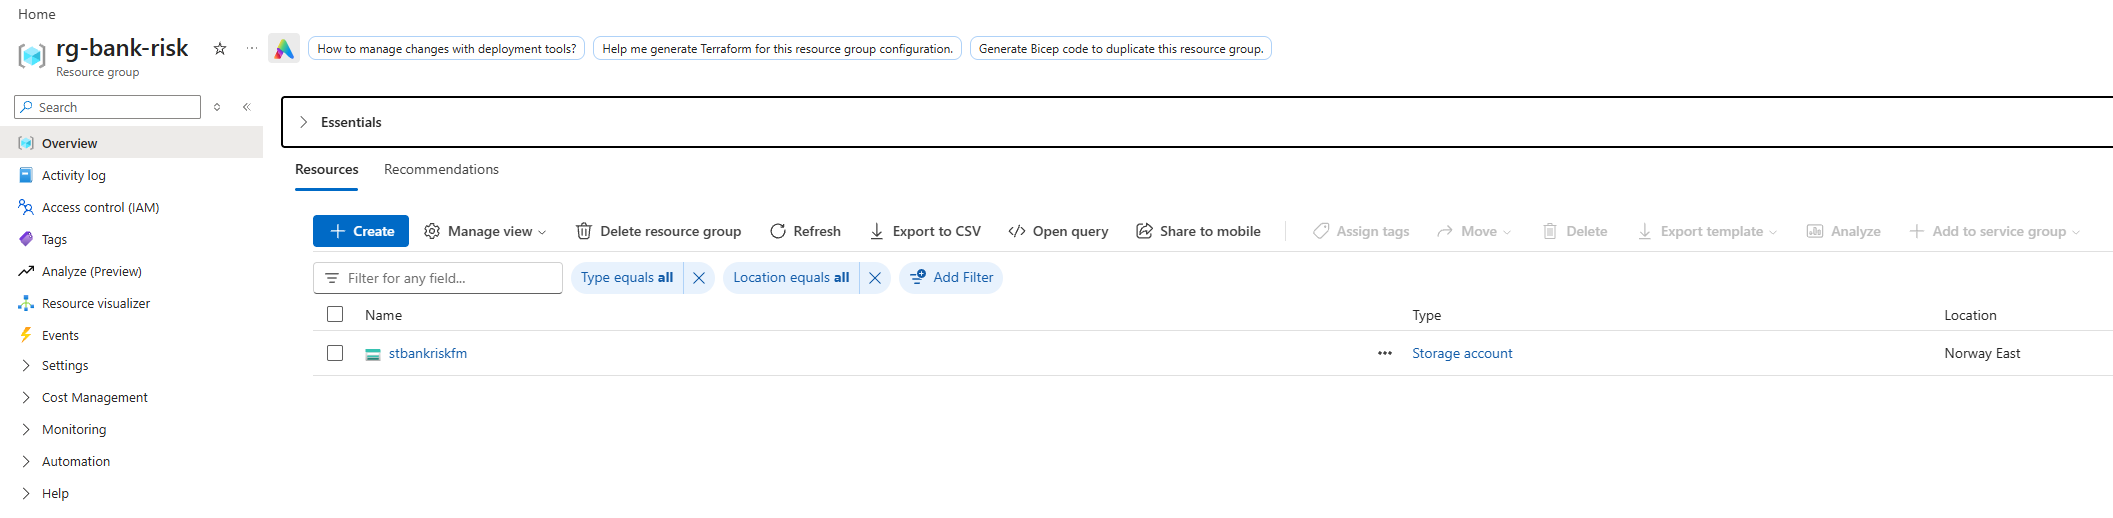 Home
rg-bank-risk
Resource group
How to manage changes with deployment tools?
Help me generate Terraform for this resource group configuration.
Generate Bicep code to duplicate this resource group.
Search
Overview
Activity log
Access control (IAM)
Tags
Analyze (Preview)
Resource visualizer
Events
Settings
Cost Management
Monitoring
Automation
Help
Essentials
Resources Recommendations
Create Manage view Delete resource group Refresh Export to CSV Open query Share to mobile Assign tags Move Delete Export template Analyze Add to service group
Filter for any field... Type equals all Location equals all Add Filter
Name Type Location
stbankriskfm Storage account Norway East